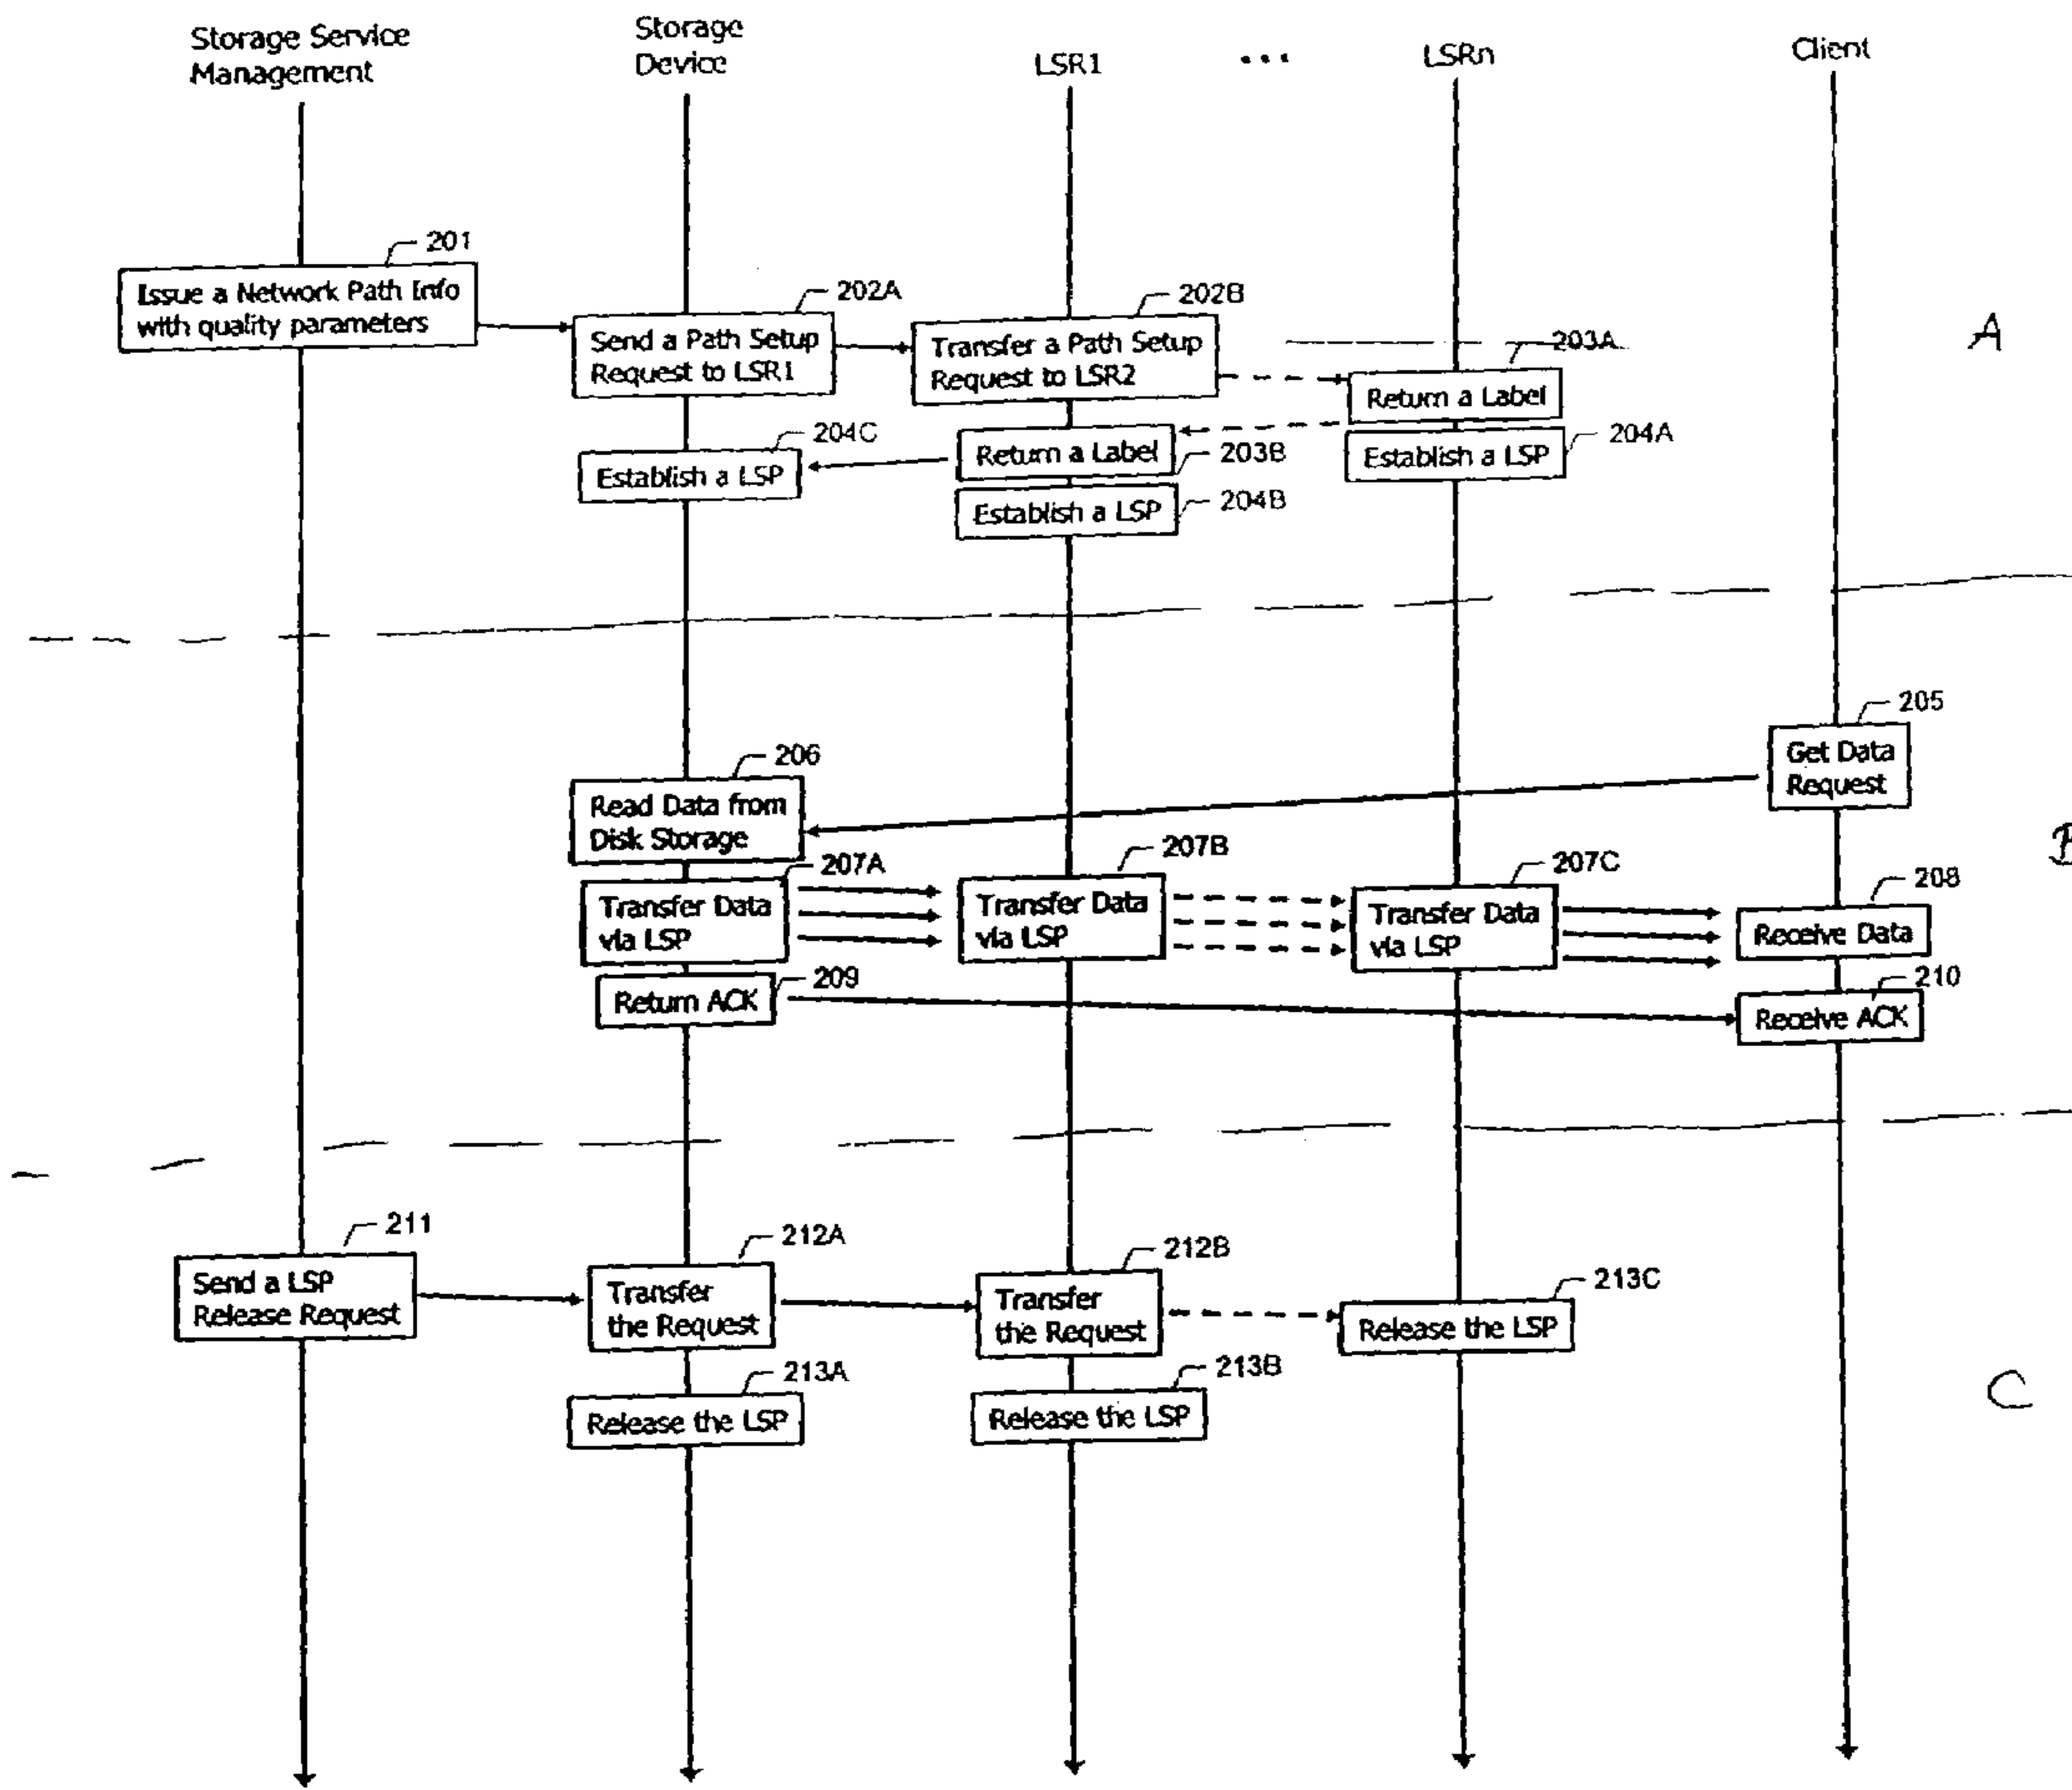 Storage Service
Management
Storage
Device
LSR1
...
LSRn
Client
201
Issue a Network Path Info
with quality parameters
202A
Send a Path Setup
Request to LSR1
202B
Transfer a Path Setup
Request to LSR2
203A
Return a Label
A
204C
Establish a LSP
Return a Label
203B
Establish a LSP
204A
Establish a LSP
204B
205
Get Data
Request
206
Read Data from
Disk Storage
B
207A
Transfer Data
via LSP
207B
Transfer Data
via LSP
207C
Transfer Data
via LSP
208
Receive Data
209
Return ACK
210
Receive ACK
211
Send a LSP
Release Request
212A
Transfer
the Request
212B
Transfer
the Request
213C
Release the LSP
213A
Release the LSP
213B
Release the LSP
C